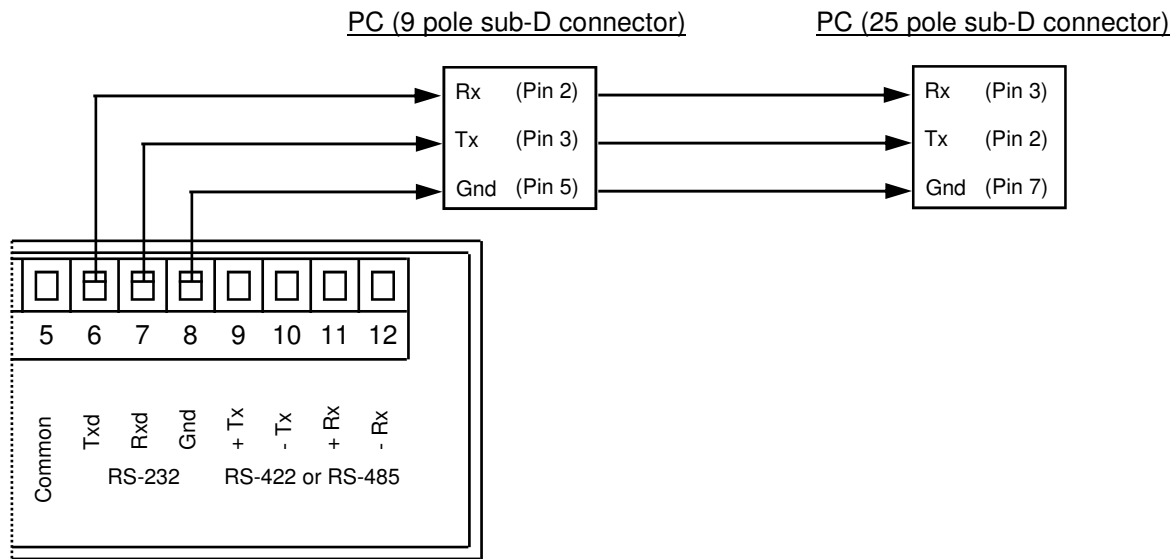 PC (9 pole sub-D connector)
PC (25 pole sub-D connector)
Rx (Pin 2)
Tx (Pin 3)
Gnd (Pin 5)
Rx (Pin 3)
Tx (Pin 2)
Gnd (Pin 7)
5 6 7 8 9 10 11 12
Common
Txd
Rxd
Gnd
+ Tx
- Tx
+ Rx
- Rx
RS-232
RS-422 or RS-485